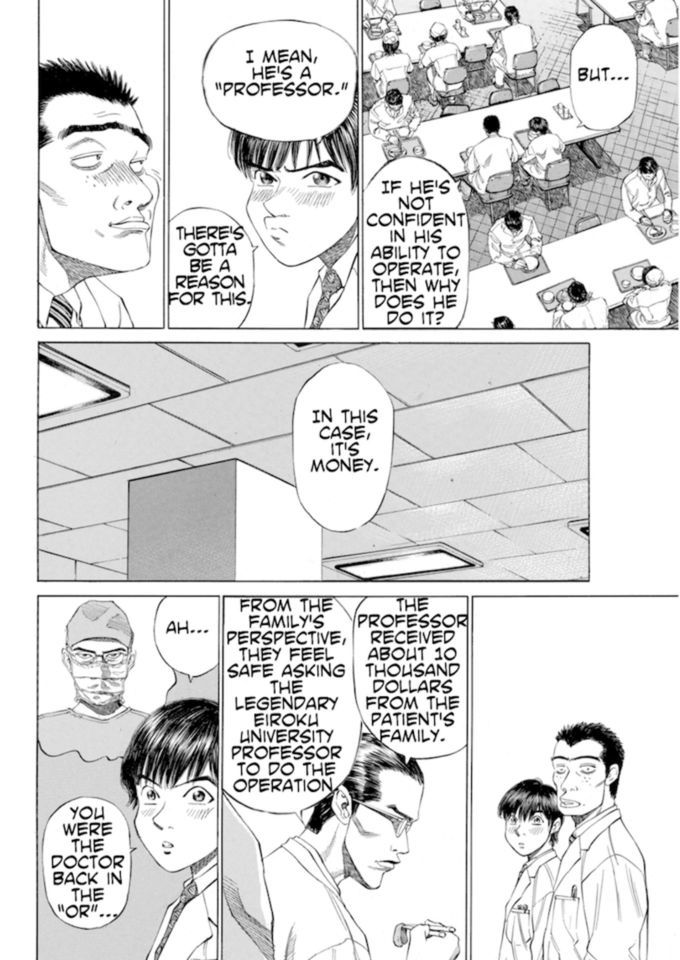 BUT...
IF HE'S
NOT
CONFIDENT
IN HIS
ABILITY TO
OPERATE,
THEN WHY
DOES HE
DO IT?
I MEAN,
HE'S A
"PROFESSOR."
THERE'S
GOTTA
BE A
REASON
FOR THIS.
IN THIS
CASE,
IT'S
MONEY.
THE
PROFESSOR
RECEIVED
ABOUT 10
THOUSAND
DOLLARS
FROM THE
PATIENT'S
FAMILY.
FROM THE
FAMILY'S
PERSPECTIVE,
THEY FEEL
SAFE ASKING
THE
LEGENDARY
EIROKU
UNIVERSITY
PROFESSOR
TO DO THE
OPERATION
AH...
YOU
WERE
THE
DOCTOR
BACK IN
THE
"OR"...